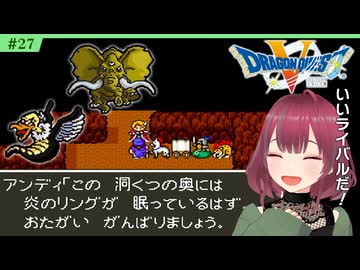 #27
DRAGON QUEST
V
いいライバルだ!
アンディ「この 洞くつの奥には
炎のリングが 眠っているはず。
おたがい がんばりましょう。